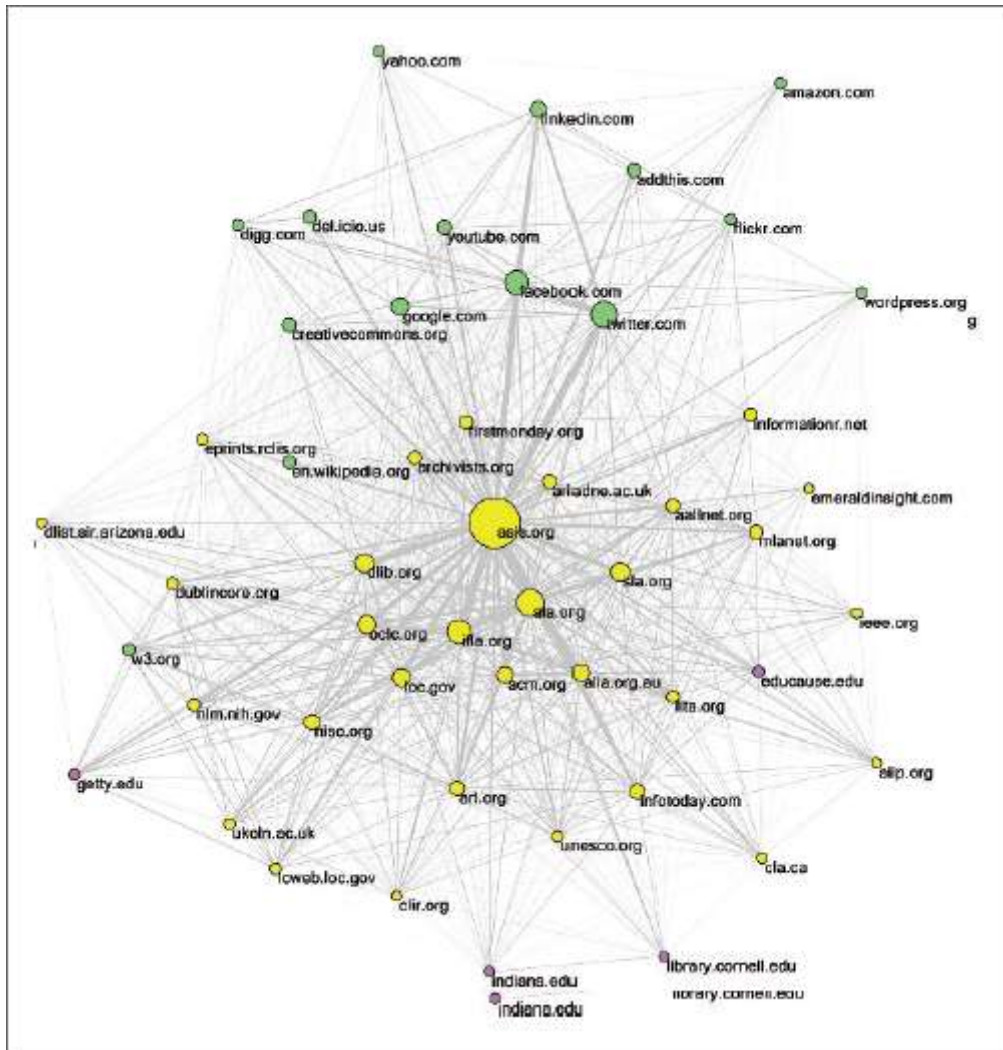 yahoo.com
amazon.com
linkedin.com
addthis.com
del.icio.us
digg.com
youtube.com
flickr.com
facebook.com
wordpress.org
google.com
twitter.com
g
creativecommons.org
informationr.net
firstmonday.org
eprints.rclis.org
en.wikipedia.org
archivists.org
ariadne.ac.uk
emeraldinsight.com
aallnet.org
dlist.sir.arizona.edu
asis.org
mlanet.org
dlib.org
sla.org
dublincore.org
ala.org
ieee.org
oclc.org
ifla.org
w3.org
loc.gov
acm.org
alia.org.au
educause.edu
nlm.nih.gov
lita.org
niso.org
getty.edu
aiip.org
arl.org
infotoday.com
ukoln.ac.uk
unesco.org
cla.ca
lcweb.loc.gov
clir.org
library.cornell.edu
indiana.edu
library.cornell.edu
indiana.edu